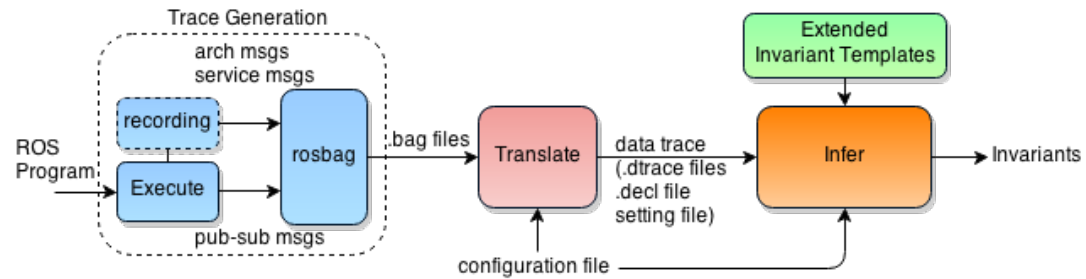 Trace Generation
arch msgs
service msgs
recording
ROS
Program
Execute
rosbag
pub-sub msgs
.bag files
Translate
data trace
(.dtrace files
.decl file
setting file)
configuration file
Extended
Invariant Templates
Infer
Invariants